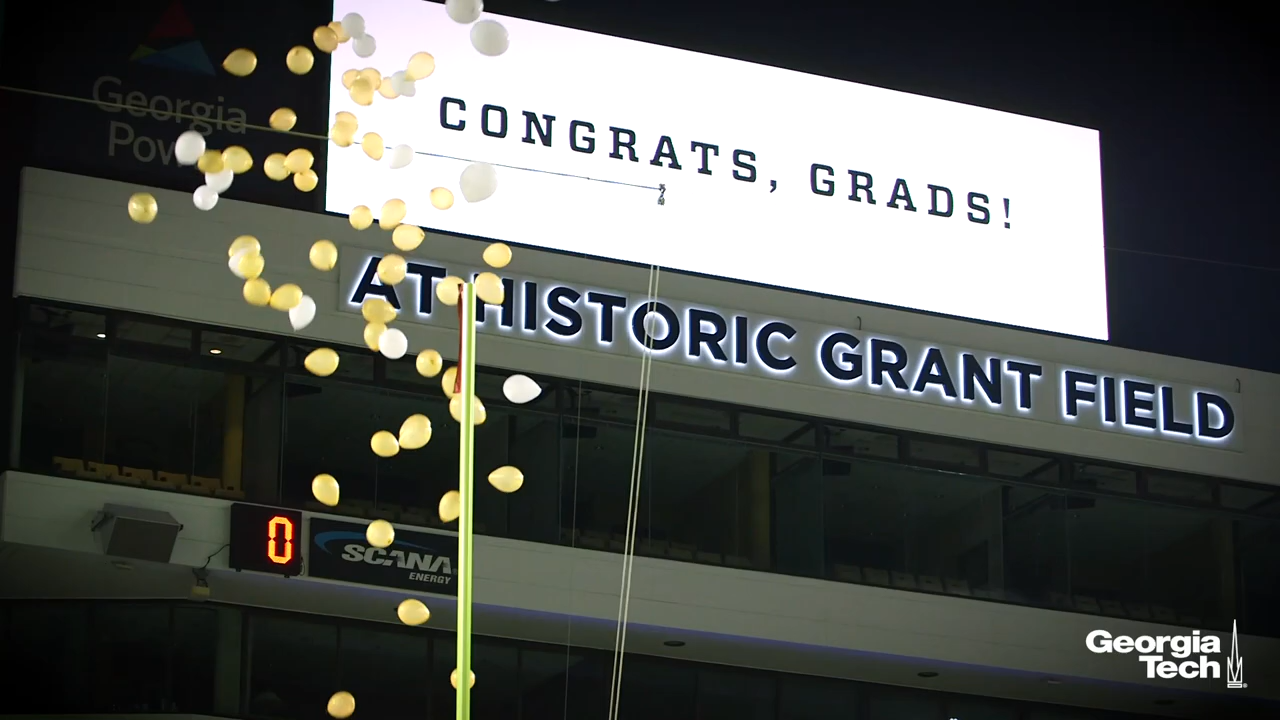 Georgia
Power
CONGRATS, GRADS!
AT HISTORIC GRANT FIELD
0
SCANA
ENERGY
Georgia
Tech